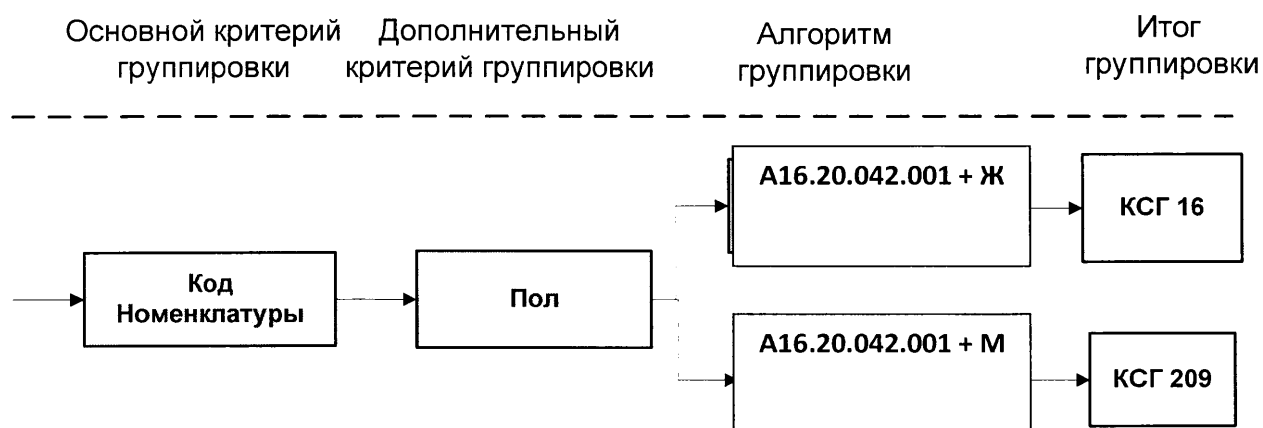 Основной критерий
группировки
Дополнительный
критерий группировки
Алгоритм
группировки
Итог
группировки
Код
Номенклатуры
Пол
А16.20.042.001 + Ж
КСГ 16
А16.20.042.001 + М
КСГ 209